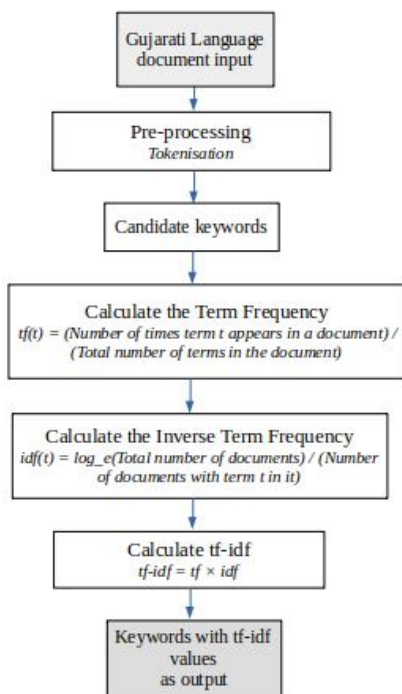 Gujarati Language
document input
Pre-processing
Tokenisation
Candidate keywords
Calculate the Term Frequency
tf(t) = (Number of times term t appears in a document) /
(Total number of terms in the document)
Calculate the Inverse Term Frequency
idf(t) = log_e(Total number of documents) / (Number
of documents with term t in it)
Calculate tf-idf
tf-idf = tf × idf
Keywords with tf-idf
values
as output